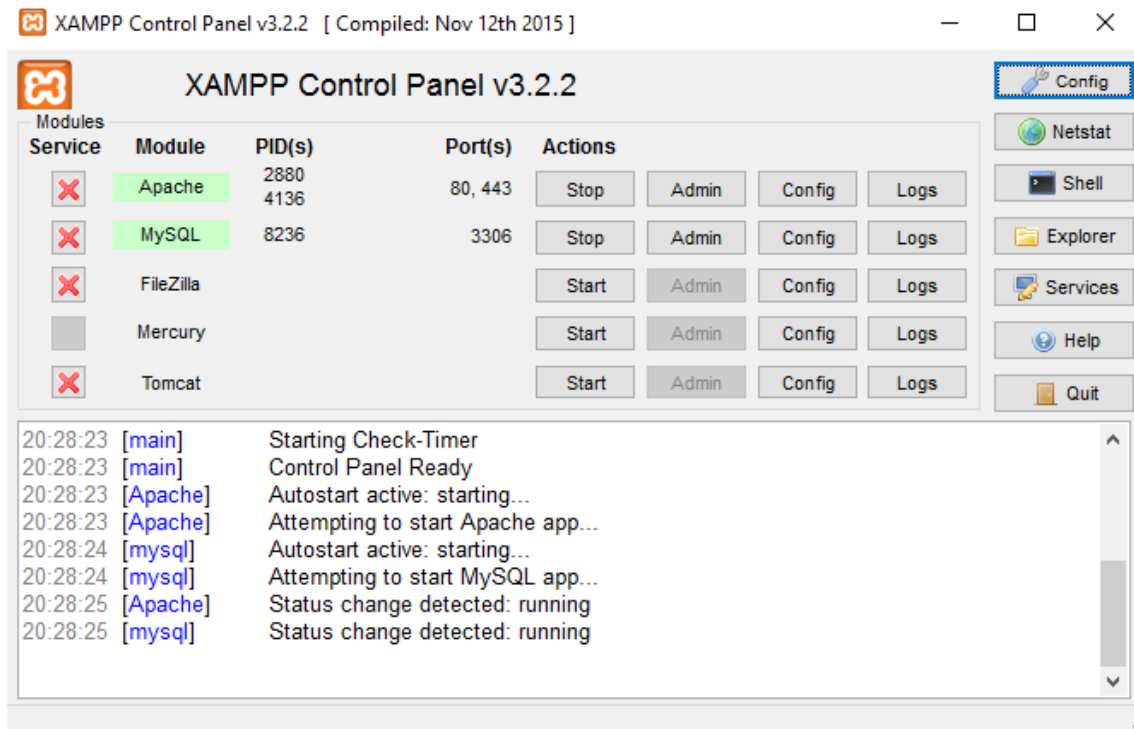 XAMPP Control Panel v3.2.2 [ Compiled: Nov 12th 2015 ]
XAMPP Control Panel v3.2.2
Config
Modules
Service Module PID(s) Port(s) Actions
Netstat
Apache 2880 4136 80, 443 Stop Admin Config Logs
Shell
MySQL 8236 3306 Stop Admin Config Logs
Explorer
FileZilla Start Admin Config Logs
Services
Mercury Start Admin Config Logs
Help
Tomcat Start Admin Config Logs
Quit
20:28:23 [main] Starting Check-Timer
20:28:23 [main] Control Panel Ready
20:28:23 [Apache] Autostart active: starting...
20:28:23 [Apache] Attempting to start Apache app...
20:28:24 [mysql] Autostart active: starting...
20:28:24 [mysql] Attempting to start MySQL app...
20:28:25 [Apache] Status change detected: running
20:28:25 [mysql] Status change detected: running